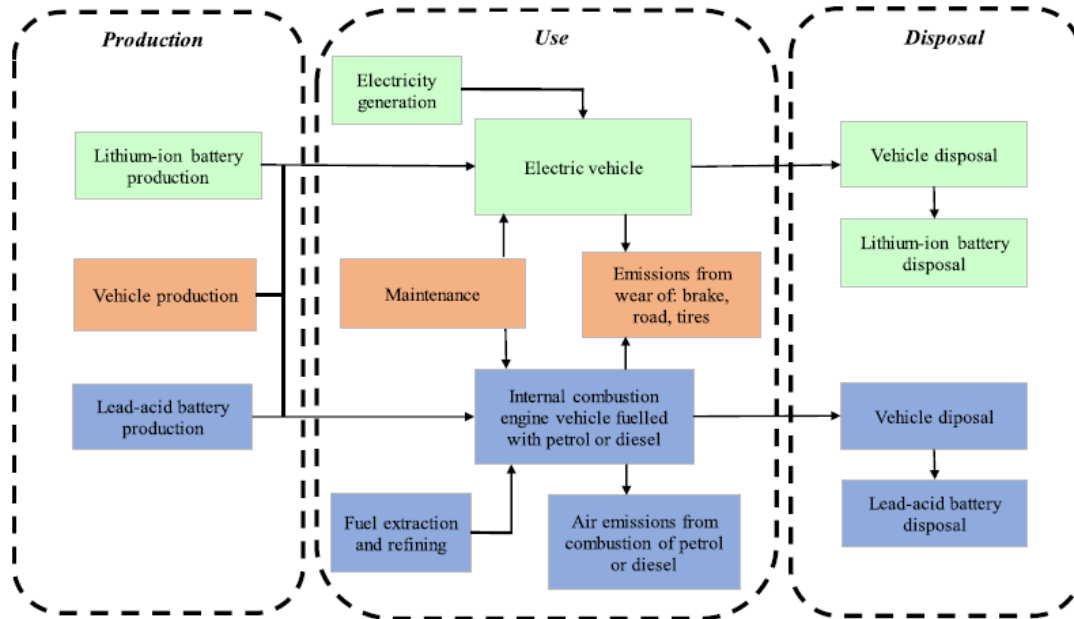 Production
Use
Disposal
Electricity
generation
Lithium-ion battery
production
Electric vehicle
Vehicle disposal
Lithium-ion battery
disposal
Vehicle production
Maintenance
Emissions from
wear of: brake,
road, tires
Lead-acid battery
production
Internal combustion
engine vehicle fuelled
with petrol or diesel
Vehicle diposal
Lead-acid battery
disposal
Fuel extraction
and refining
Air emissions from
combustion of petrol
or diesel